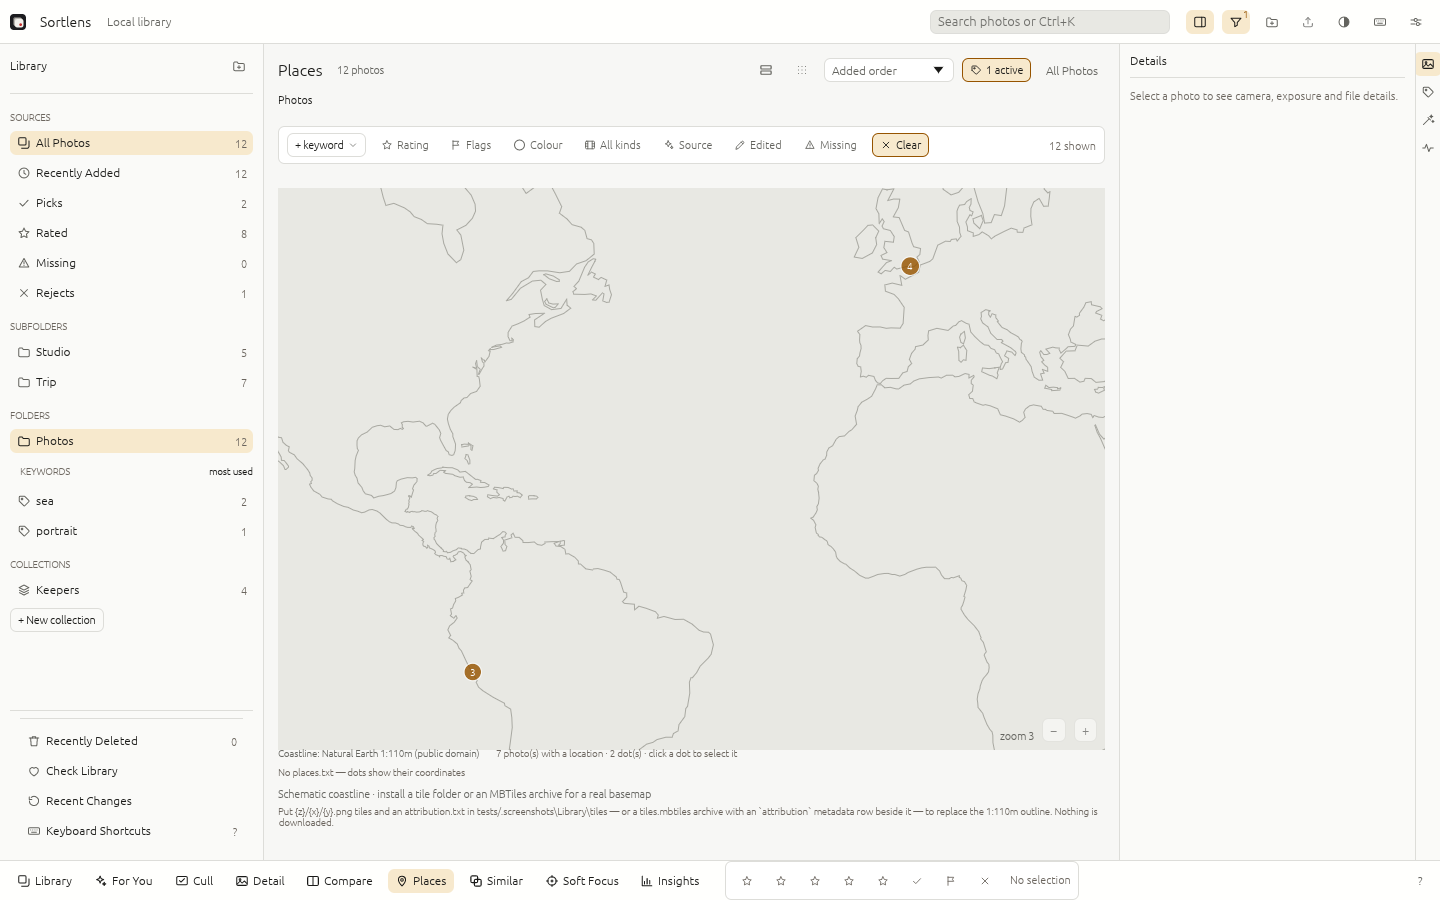 Sortlens Local library Search photos or Ctrl+K 1
Library
SOURCES
All Photos 12
Recently Added 12
Picks 2
Rated 8
Missing 0
Rejects 1
SUBFOLDERS
Studio 5
Trip 7
FOLDERS
Photos 12
KEYWORDS most used
sea 2
portrait 1
COLLECTIONS
Keepers 4
+ New collection
Recently Deleted 0
Check Library
Recent Changes
Keyboard Shortcuts ?
Places 12 photos Added order 1 active All Photos
Photos
+ keyword Rating Flags Colour All kinds Source Edited Missing Clear 12 shown
4
3
zoom 3 − +
Coastline: Natural Earth 1:110m (public domain) 7 photo(s) with a location · 2 dot(s) · click a dot to select it
No places.txt — dots show their coordinates
Schematic coastline · install a tile folder or an MBTiles archive for a real basemap
Put {z}/{x}/{y}.png tiles and an attribution.txt in tests/.screenshots\Library\tiles — or a tiles.mbtiles archive with an `attribution` metadata row beside it — to replace the 1:110m outline. Nothing is
downloaded.
Details
Select a photo to see camera, exposure and file details.
Library For You Cull Detail Compare Places Similar Soft Focus Insights No selection ?